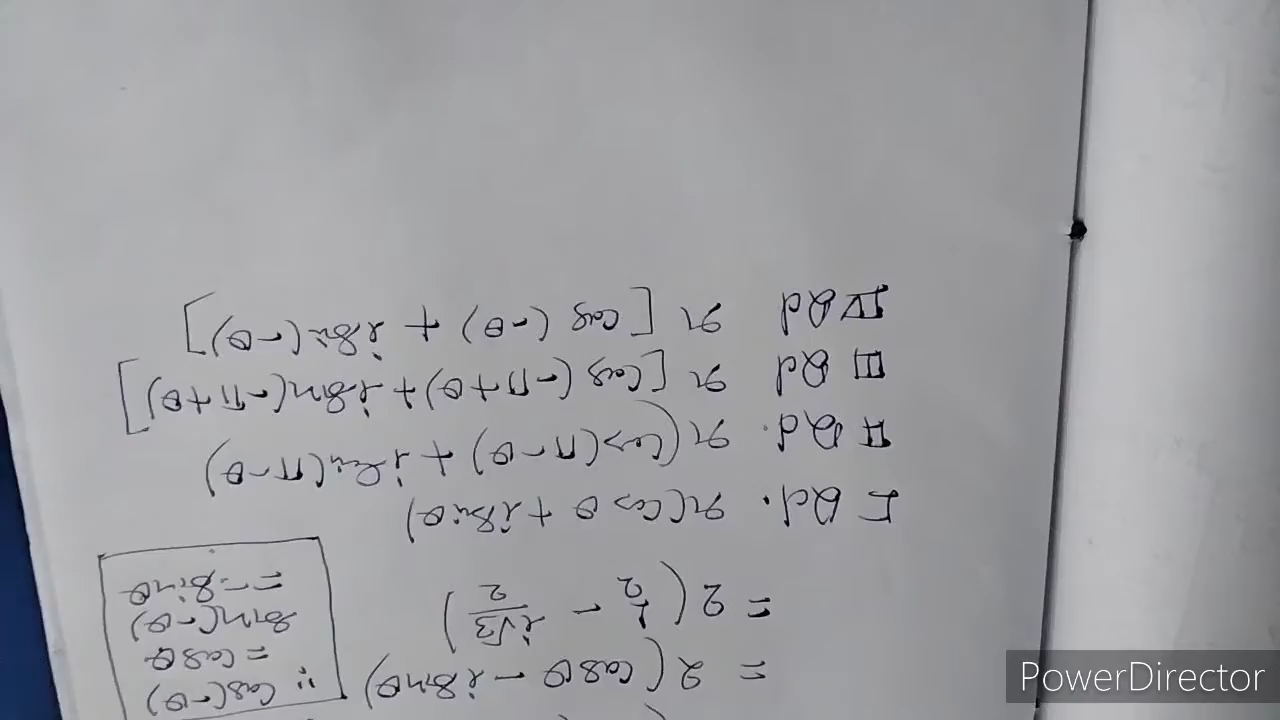 = 2 (cosθ - i sinθ)
= 2 (1/2 - i√3/2)
∵ cos(-θ)
= cosθ
sin(-θ)
= - sinθ
I Qd. r(cosθ + i sinθ)
II Qd. r(cos(π-θ) + i sin(π-θ)
III Qd r[cos(-π+θ) + i sin(-π+θ)]
IV Qd r[cos(-θ) + i sin(-θ)]
PowerDirector